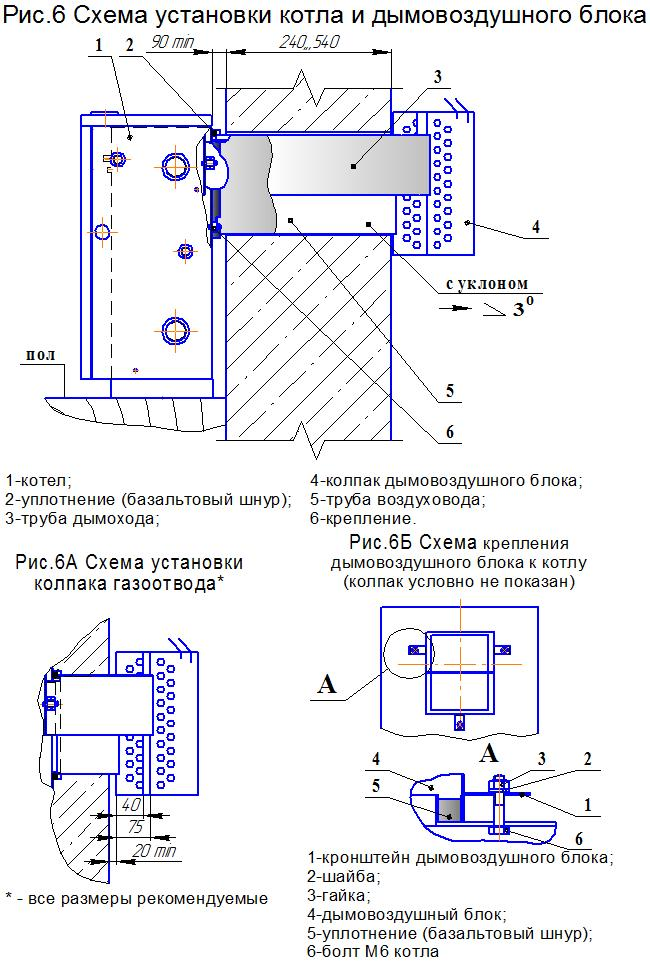 Рис.6 Схема установки котла и дымовоздушного блока
1
2
90 min
240„,540
3
4
с уклоном
3⁰
пол
5
6
1-котел;
2-уплотнение (базальтовый шнур);
3-труба дымохода;
4-колпак дымовоздушного блока;
5-труба воздуховода;
6-крепление.
Рис.6А Схема установки
колпака газоотвода*
40
75
20 min
* - все размеры рекомендуемые
Рис.6Б Схема крепления
дымовоздушного блока к котлу
(колпак условно не показан)
А
А
4
5
3
2
1
6
1-кронштейн дымовоздушного блока;
2-шайба;
3-гайка;
4-дымовоздушный блок;
5-уплотнение (базальтовый шнур);
6-болт М6 котла